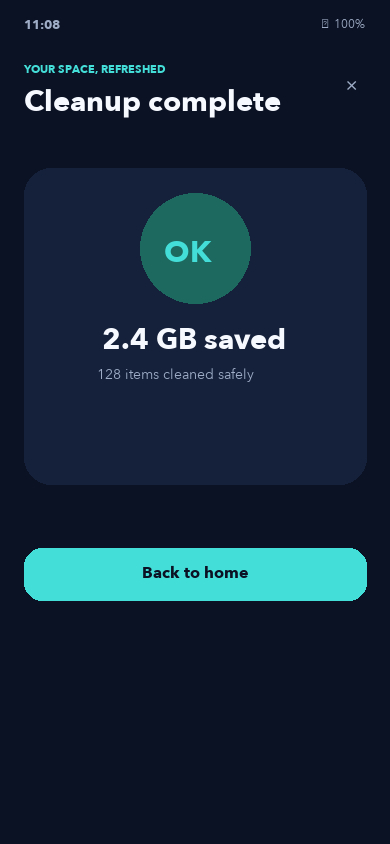 11:08
100%
YOUR SPACE, REFRESHED
Cleanup complete
×
OK
2.4 GB saved
128 items cleaned safely
Back to home